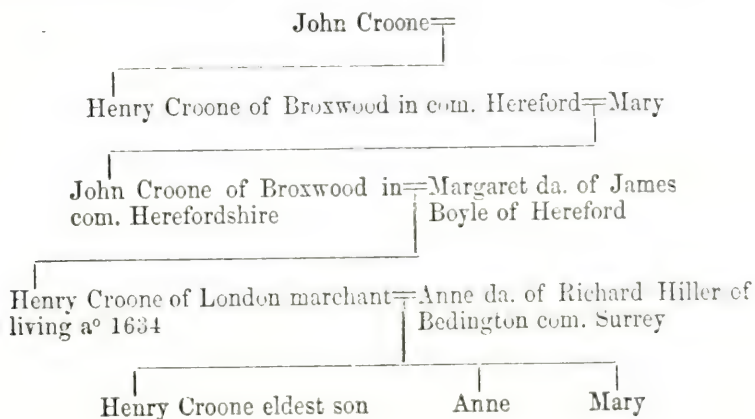 John Croone
Henry Croone of Broxwood in com. Hereford Mary
John Croone of Broxwood in Margaret da. of James
com. Herefordshire Boyle of Hereford
Henry Croone of London marchant Anne da. of Richard Hiller of
living aº 1634 Bedington com. Surrey
Henry Croone eldest son Anne Mary